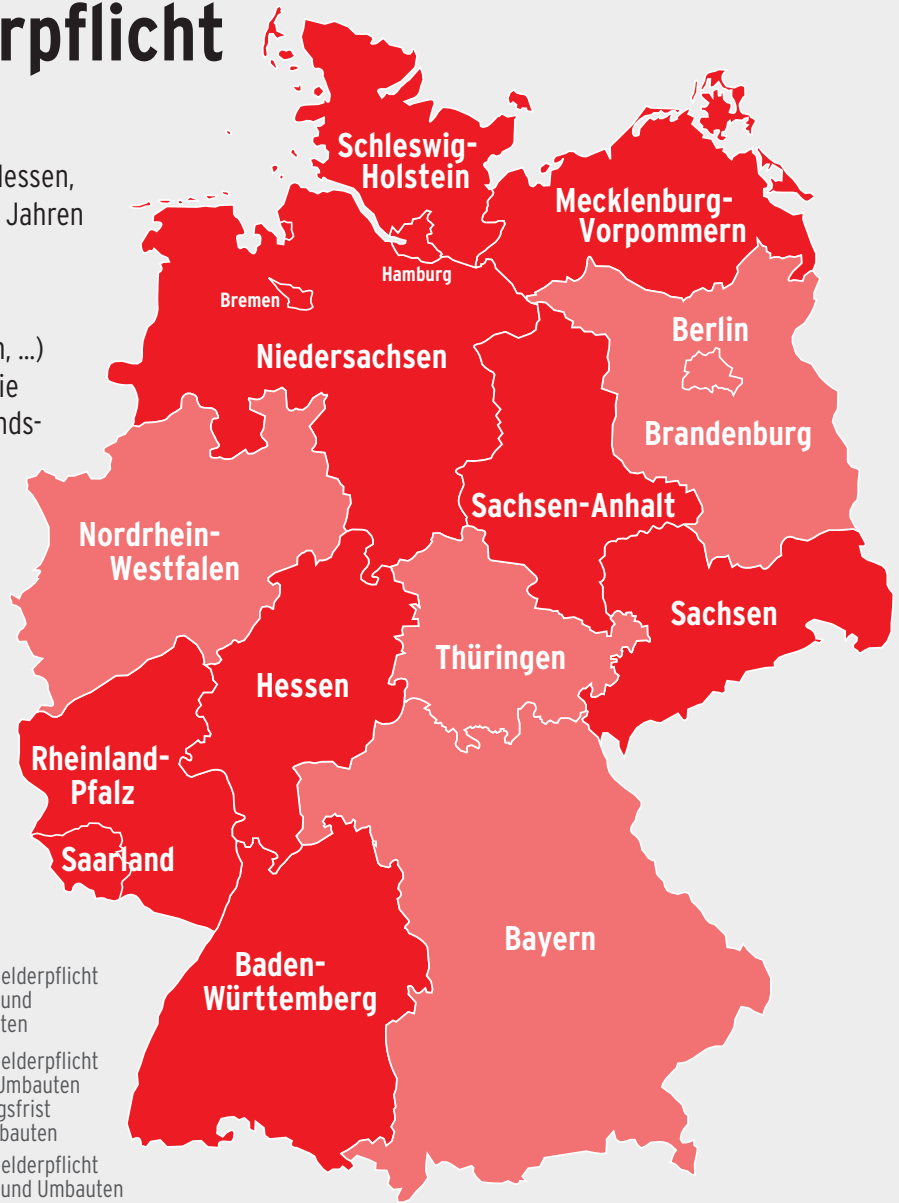 rpflicht
Hessen,
Jahren
n, ...)
ie
nds-
Schleswig-
Holstein
Mecklenburg-
Vorpommern
Hamburg
Bremen
Niedersachsen
Berlin
Brandenburg
Sachsen-Anhalt
Nordrhein-
Westfalen
Sachsen
Thüringen
Hessen
Rheinland-
Pfalz
Saarland
Bayern
Baden-
Württemberg
elderpflicht
und
ten
elderpflicht
Umbauten
gsfrist
bauten
elderpflicht
und Umbauten